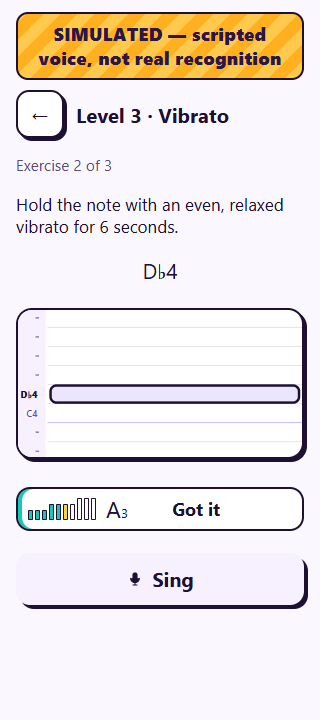 SIMULATED — scripted
voice, not real recognition
← Level 3 · Vibrato
Exercise 2 of 3
Hold the note with an even, relaxed
vibrato for 6 seconds.
D♭4
D♭4
C4
A3 Got it
Sing